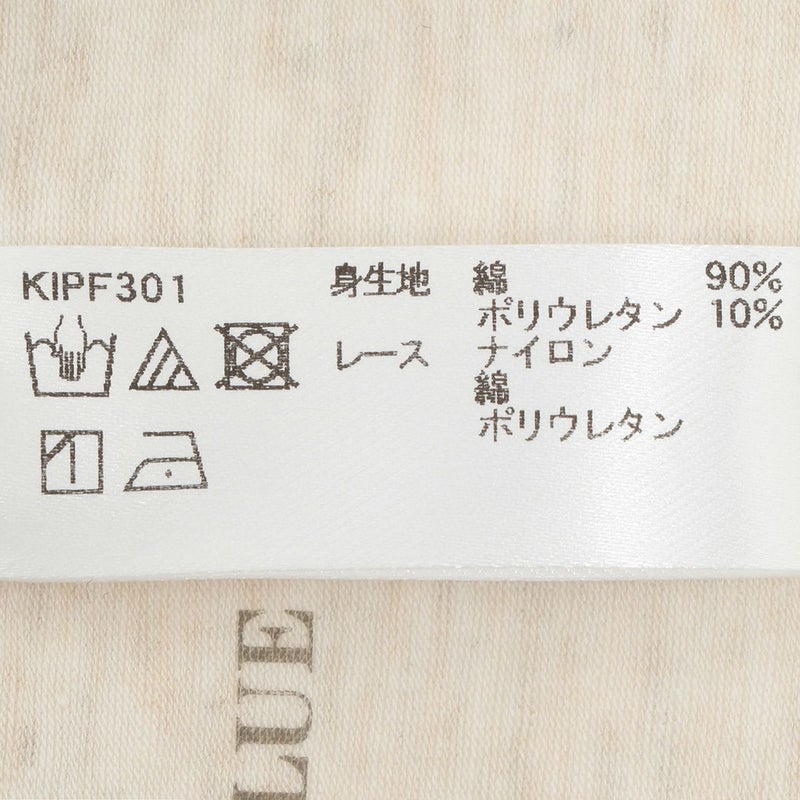 KIPF301 身生地 綿 90%
ポリウレタン 10%
レース ナイロン
綿
ポリウレタン
LUE